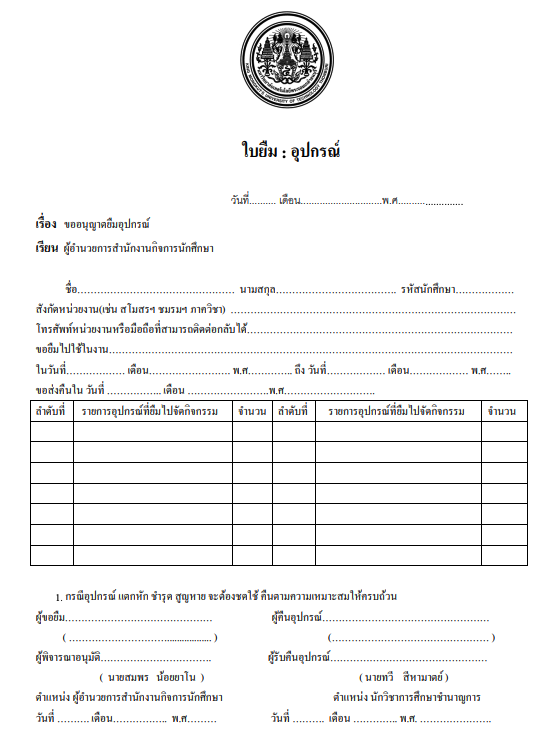 ใบยืม : อุปกรณ์
วันที่.......... เดือน..............................พ.ศ........................
เรื่อง ขออนุญาตยืมอุปกรณ์
เรียน ผู้อำนวยการสำนักงานกิจการนักศึกษา
ชื่อ................................................ นามสกุล..................................... รหัสนักศึกษา..................
สังกัดหน่วยงาน(เช่น สโมสรฯ ชมรมฯ ภาควิชา) ........................................................................................
โทรศัพท์หน่วยงานหรือมือถือที่สามารถติดต่อกลับได้..................................................................................
ขอยืมไปใช้ในงาน.............................................................................................................................
ในวันที่.................. เดือน......................... พ.ศ.............. ถึง วันที่.................. เดือน.................. พ.ศ........
ขอส่งคืนใน วันที่ ................. เดือน .........................พ.ศ............................
ลำดับที่ รายการอุปกรณ์ที่ยืมไปจัดกิจกรรม จำนวน ลำดับที่ รายการอุปกรณ์ที่ยืมไปจัดกิจกรรม จำนวน
1. กรณีอุปกรณ์ แตกหัก ชำรุด สูญหาย จะต้องชดใช้ คืนตามความเหมาะสมให้ครบถ้วน
ผู้ขอยืม............................................. ผู้คืนอุปกรณ์....................................................
( ............................................... ) (................................................. )
ผู้พิจารณาอนุมัติ.................................. ผู้รับคืนอุปกรณ์.................................................
( นายสมพร น้อยยาโน ) ( นายทวี สีหามาตย์ )
ตำแหน่ง ผู้อำนวยการสำนักงานกิจการนักศึกษา ตำแหน่ง นักวิชาการศึกษาชำนาญการ
วันที่ .......... เดือน................ พ.ศ......... วันที่ .......... เดือน .............. พ.ศ. ......................